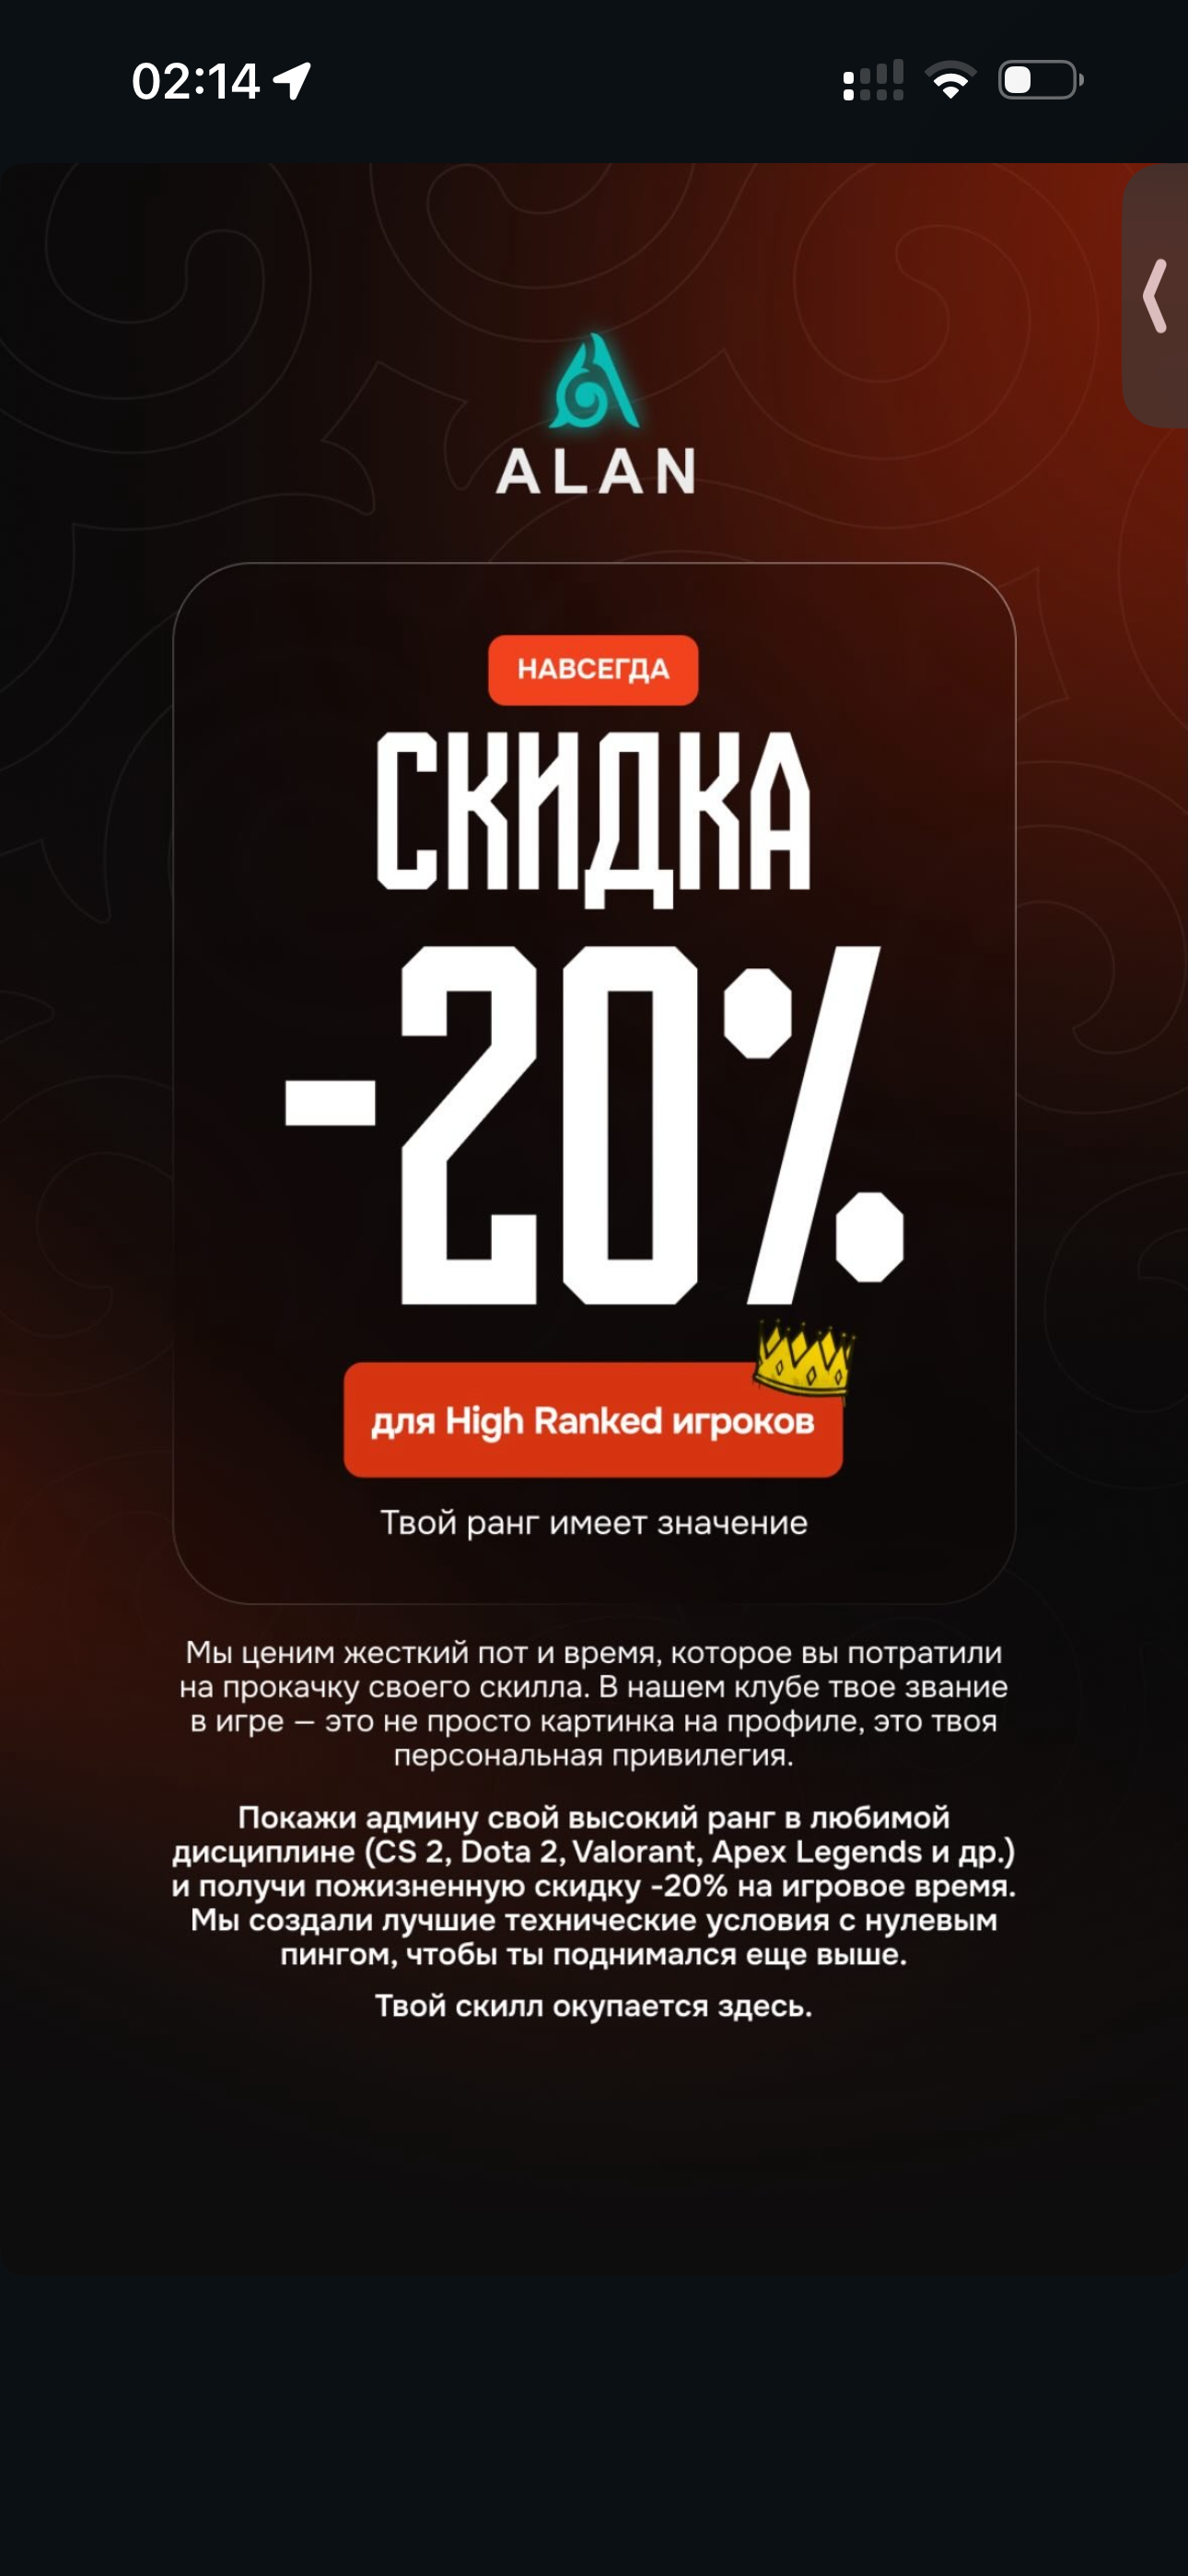 02:14
ALAN
НАВСЕГДА
СКИДКА
-20%
для High Ranked игроков
Твой ранг имеет значение
Мы ценим жесткий пот и время, которое вы потратили
на прокачку своего скилла. В нашем клубе твое звание
в игре — это не просто картинка на профиле, это твоя
персональная привилегия.
Покажи админу свой высокий ранг в любимой
дисциплине (CS 2, Dota 2, Valorant, Apex Legends и др.)
и получи пожизненную скидку -20% на игровое время.
Мы создали лучшие технические условия с нулевым
пингом, чтобы ты поднимался еще выше.
Твой скилл окупается здесь.